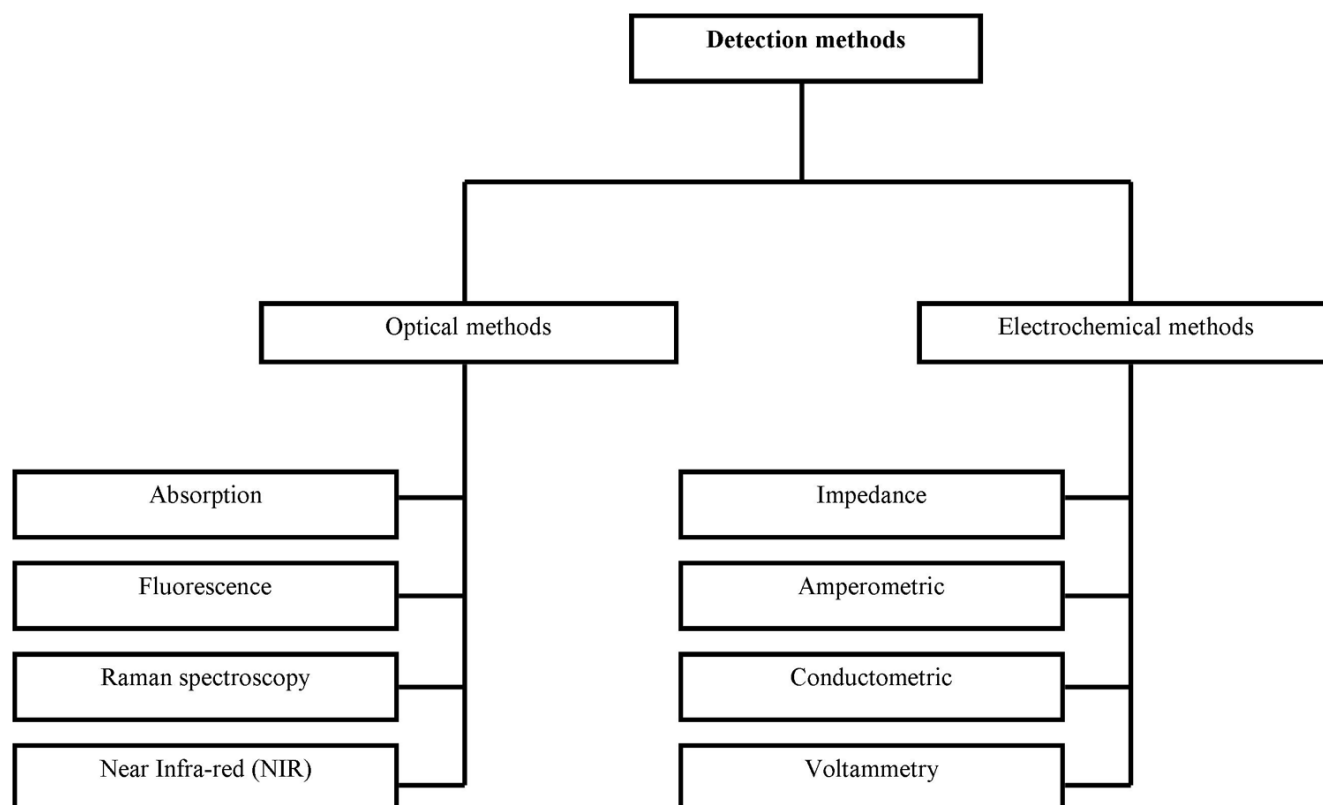 Detection methods
Optical methods
Electrochemical methods
Absorption
Fluorescence
Raman spectroscopy
Near Infra-red (NIR)
Impedance
Amperometric
Conductometric
Voltammetry